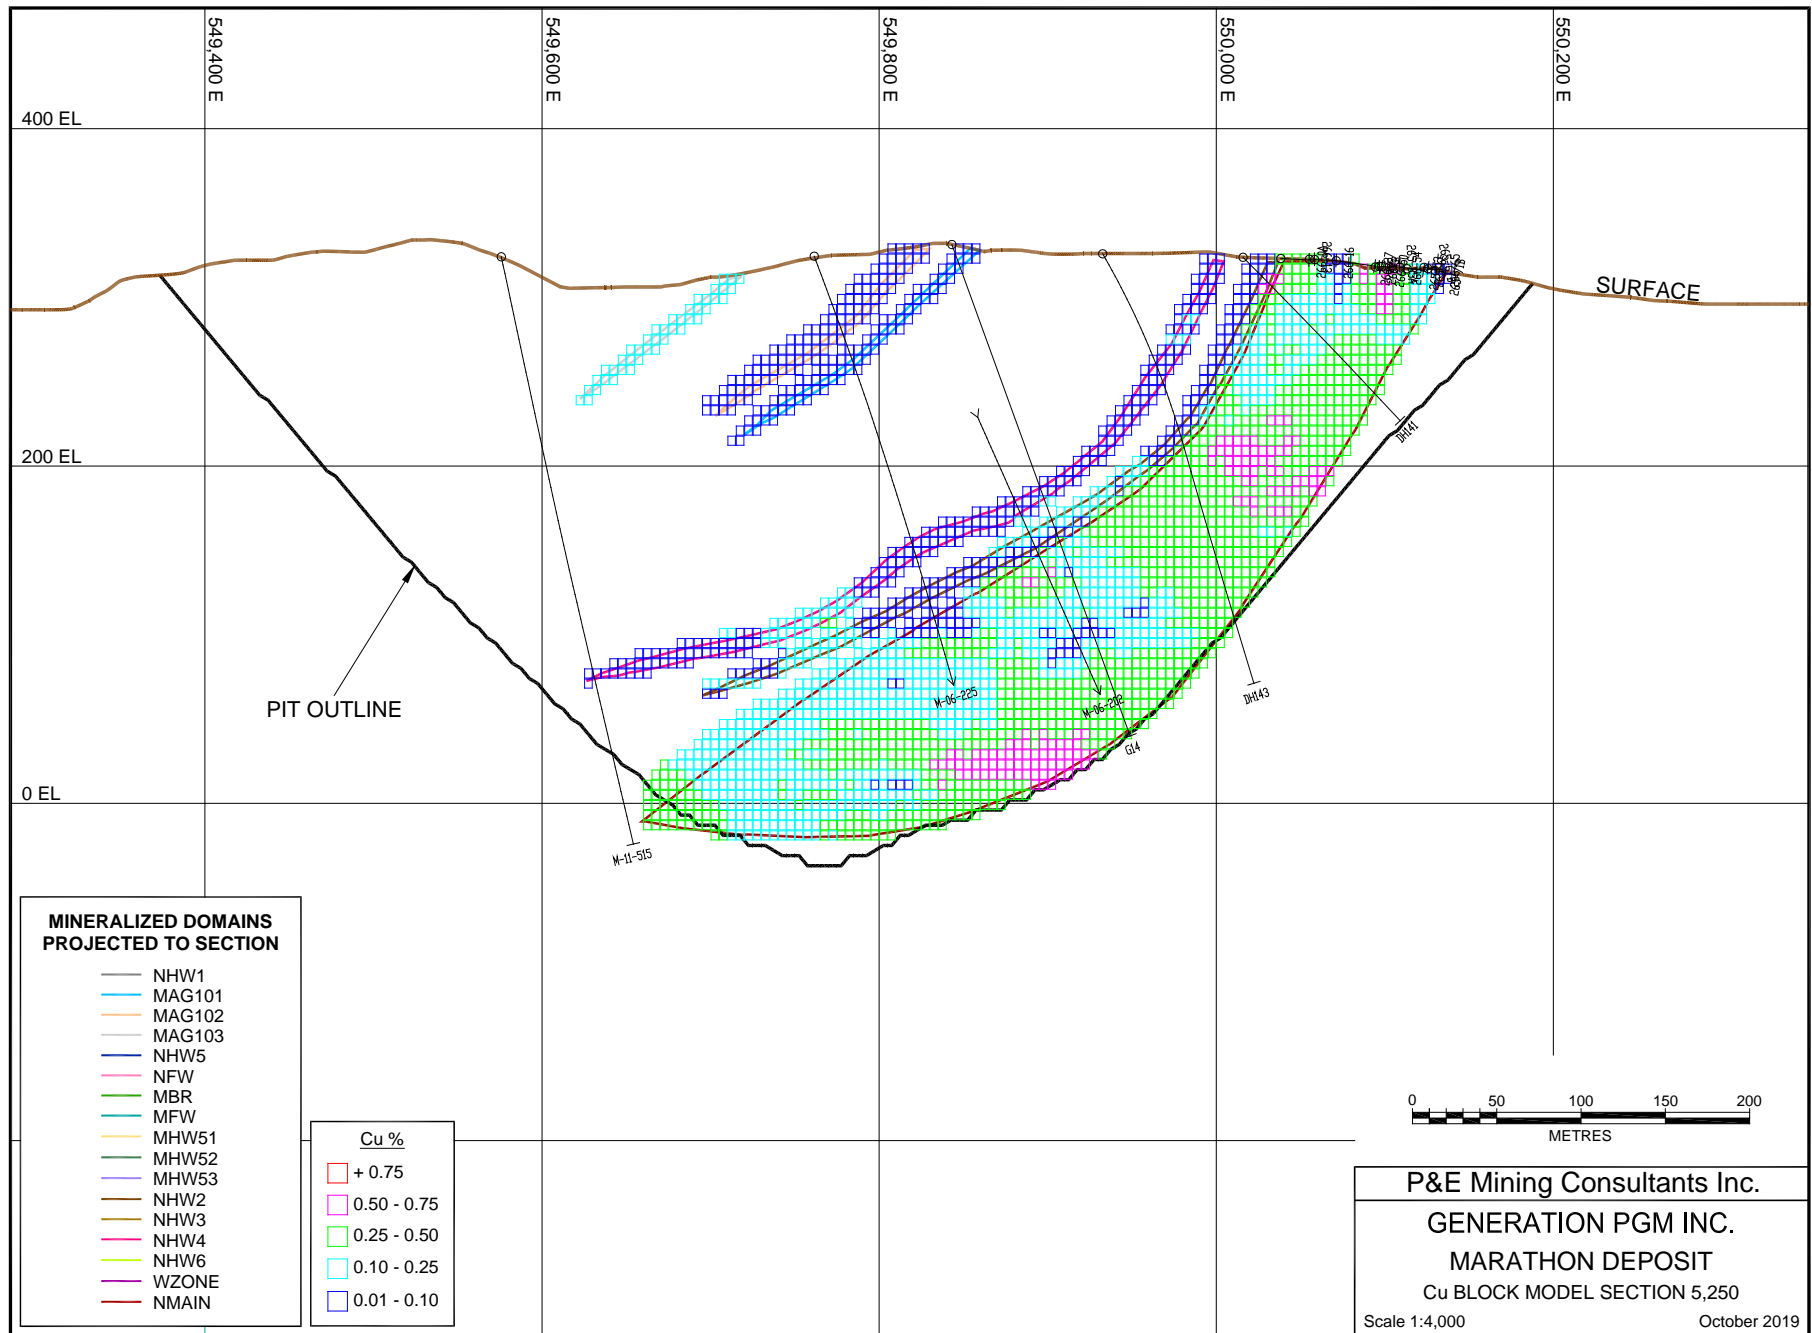 549,400 E
549,600 E
549,800 E
550,000 E
550,200 E
400 EL
SURFACE
200 EL
DH141
PIT OUTLINE
M-06-225
M-06-202
DH143
G14
0 EL
M-11-515
MINERALIZED DOMAINS
PROJECTED TO SECTION
NHW1
MAG101
MAG102
MAG103
NHW5
NFW
MBR
MFW
MHW51
MHW52
MHW53
NHW2
NHW3
NHW4
NHW6
WZONE
NMAIN
Cu %
+ 0.75
0.50 - 0.75
0.25 - 0.50
0.10 - 0.25
0.01 - 0.10
0 50 100 150 200
METRES
P&E Mining Consultants Inc.
GENERATION PGM INC.
MARATHON DEPOSIT
Cu BLOCK MODEL SECTION 5,250
Scale 1:4,000 October 2019